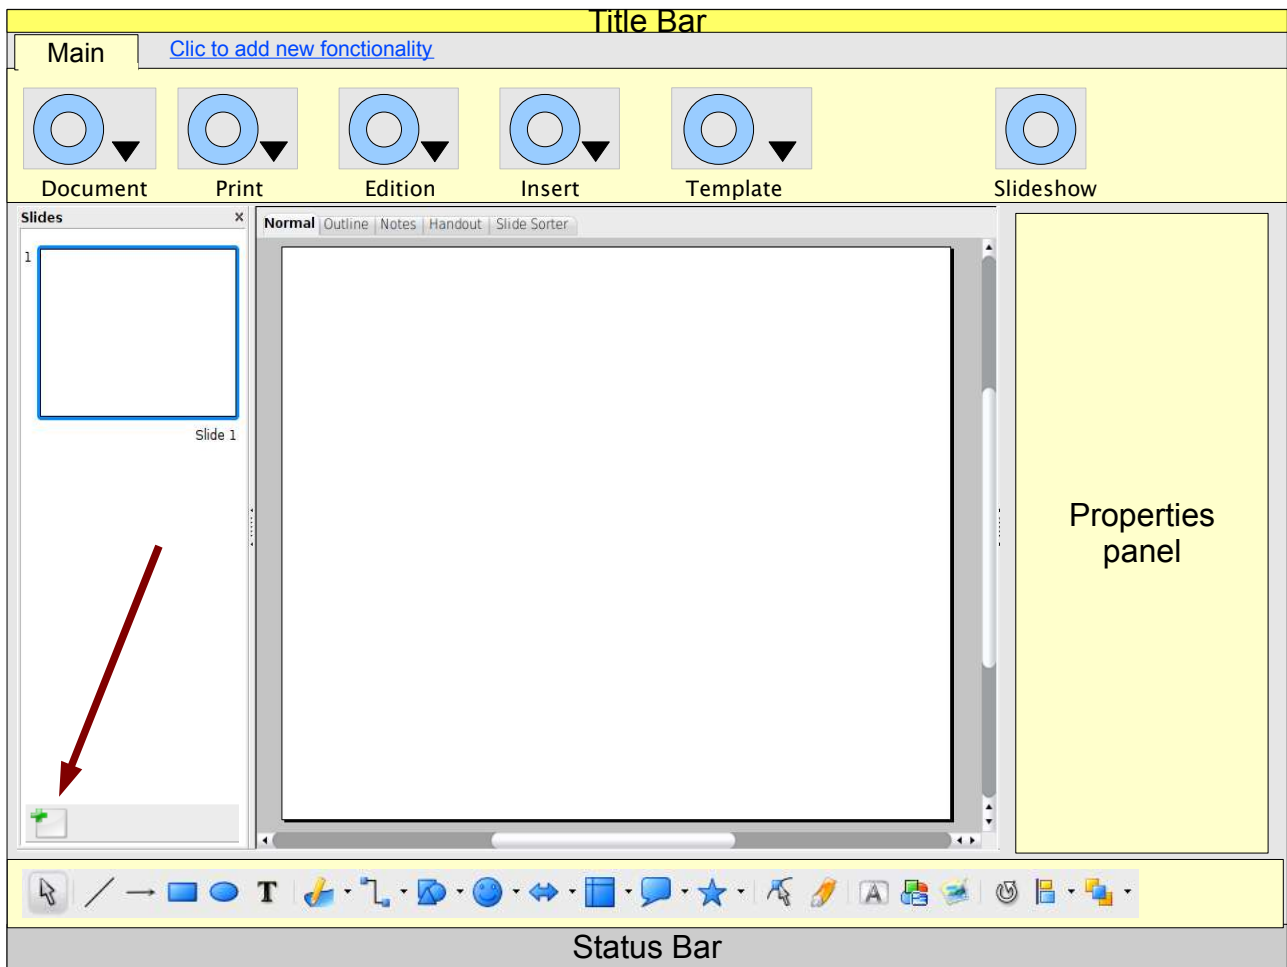 Title Bar
Main
Clic to add new fonctionality
Document
Print
Edition
Insert
Template
Slideshow
Slides
x
Normal
Outline
Notes
Handout
Slide Sorter
1
Slide 1
Properties
panel
T
A
Status Bar